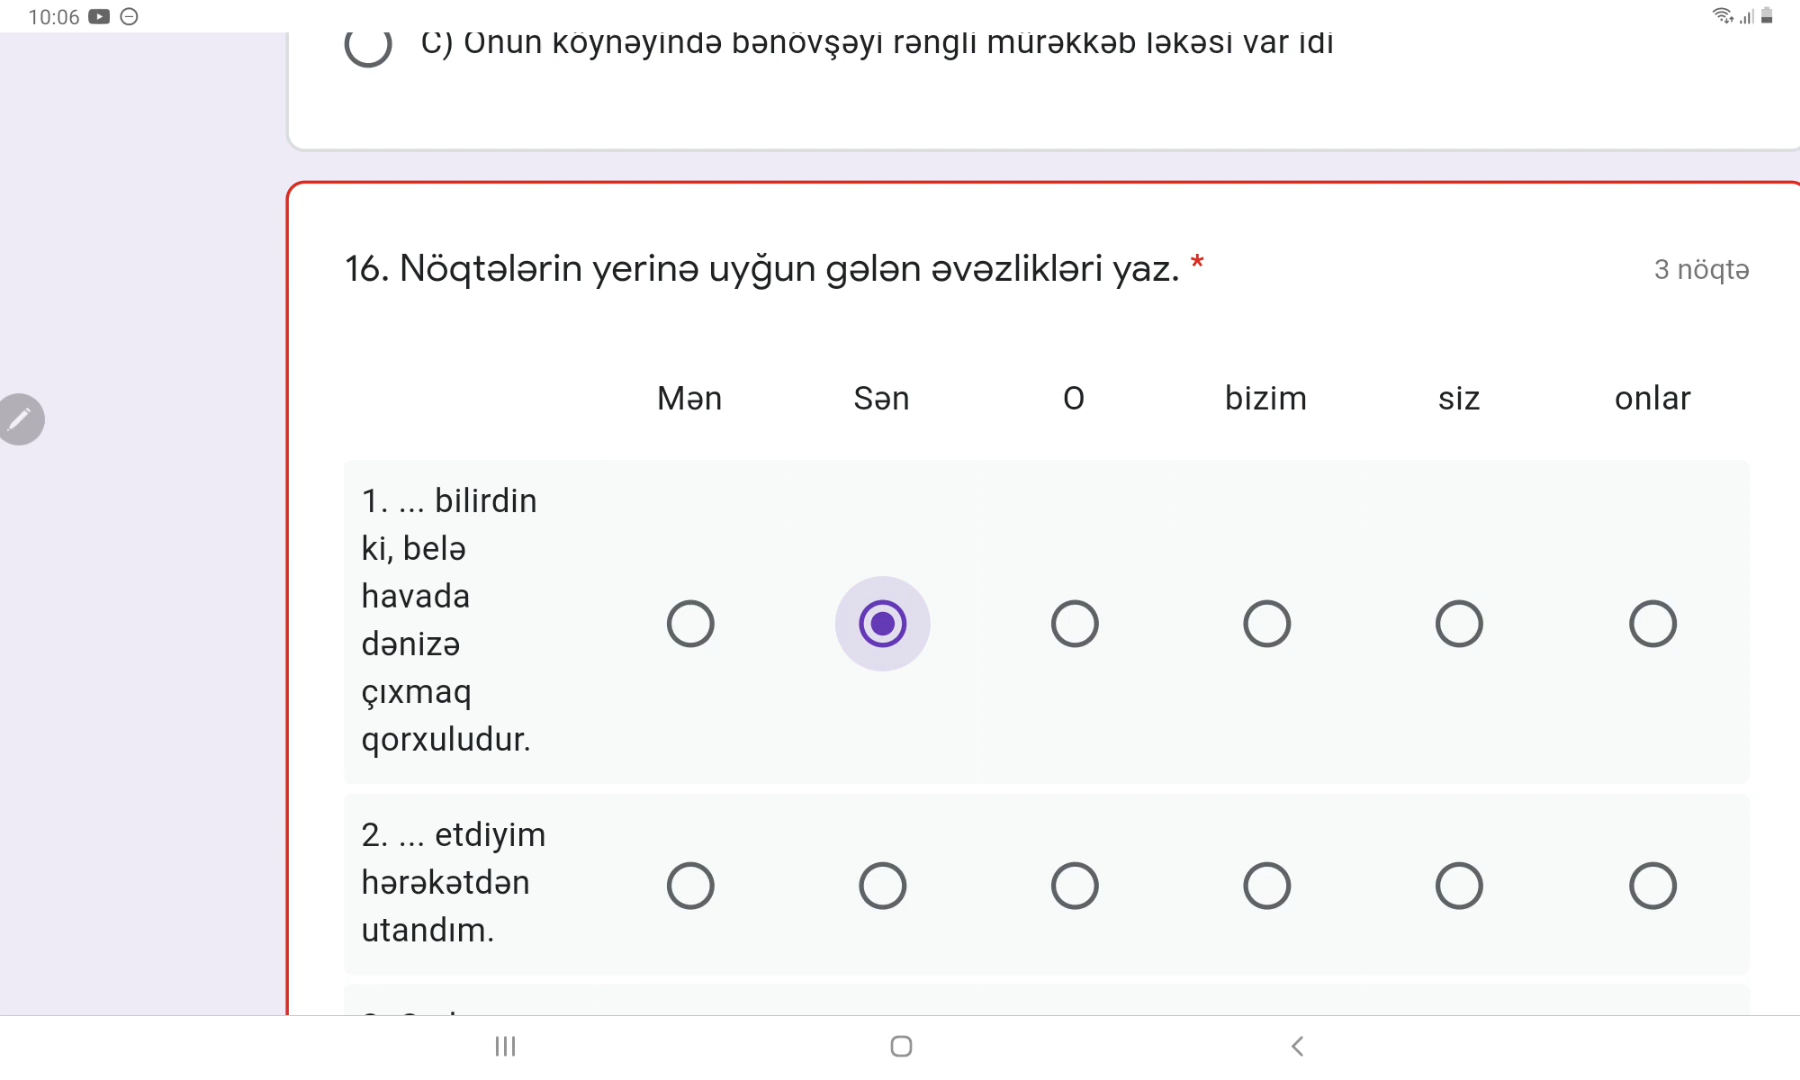 10:06
C) Onun köynəyində bənövşəyi rəngli mürəkkəb ləkəsi var idi
16. Nöqtələrin yerinə uyğun gələn əvəzlikləri yaz. *
3 nöqtə
Mən Sən O bizim siz onlar
1. ... bilirdin
ki, belə
havada
dənizə
çıxmaq
qorxuludur.
2. ... etdiyim
hərəkətdən
utandım.